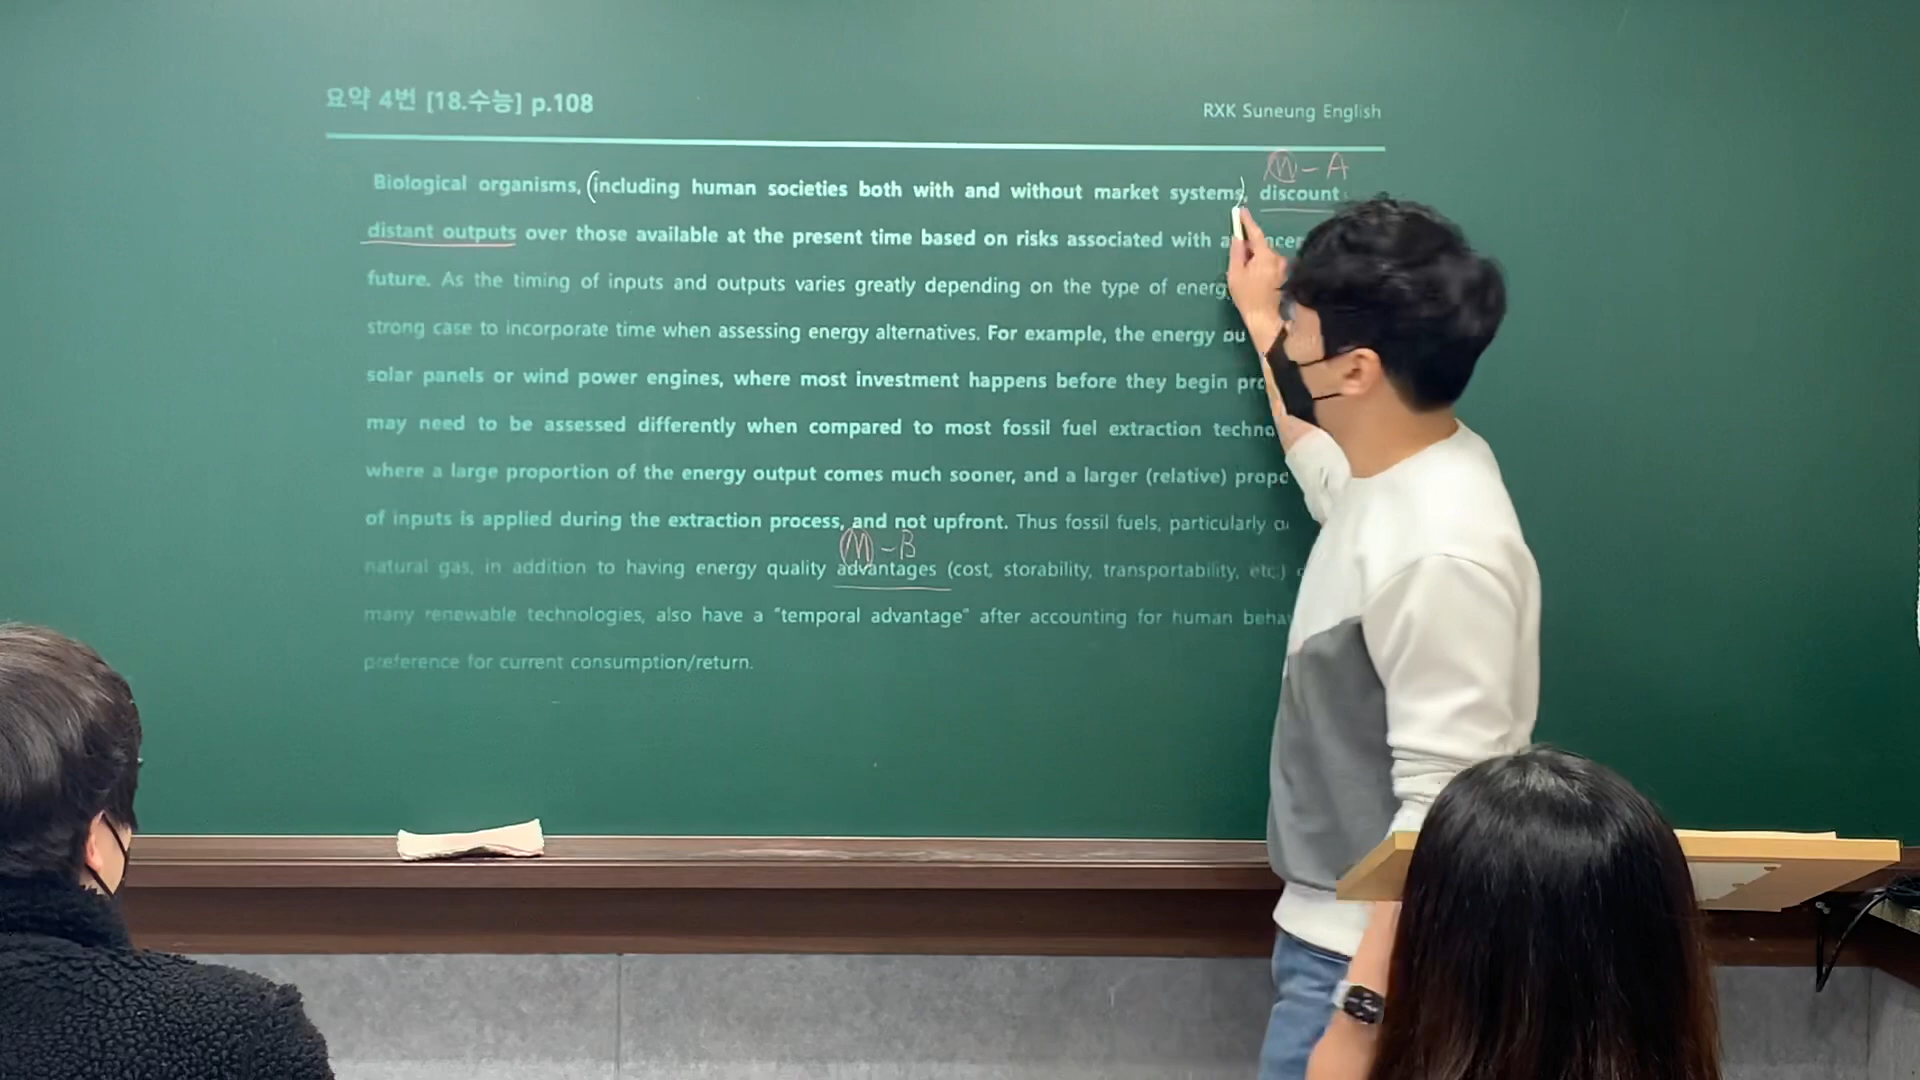 요약 4번 [18.수능] p.108
RXK Suneung English
Ⓜ-A
Biological organisms, (including human societies both with and without market systems), discount
distant outputs over those available at the present time based on risks associated with
future. As the timing of inputs and outputs varies greatly depending on the type of energy
strong case to incorporate time when assessing energy alternatives. For example, the energy
solar panels or wind power engines, where most investment happens before they begin
may need to be assessed differently when compared to most fossil fuel extraction
where a large proportion of the energy output comes much sooner, and a larger (relative)
of inputs is applied during the extraction process, and not upfront. Thus fossil fuels, particularly
Ⓜ-B
natural gas, in addition to having energy quality advantages (cost, storability, transportability, etc.)
many renewable technologies, also have a "temporal advantage" after accounting for human
preference for current consumption/return.